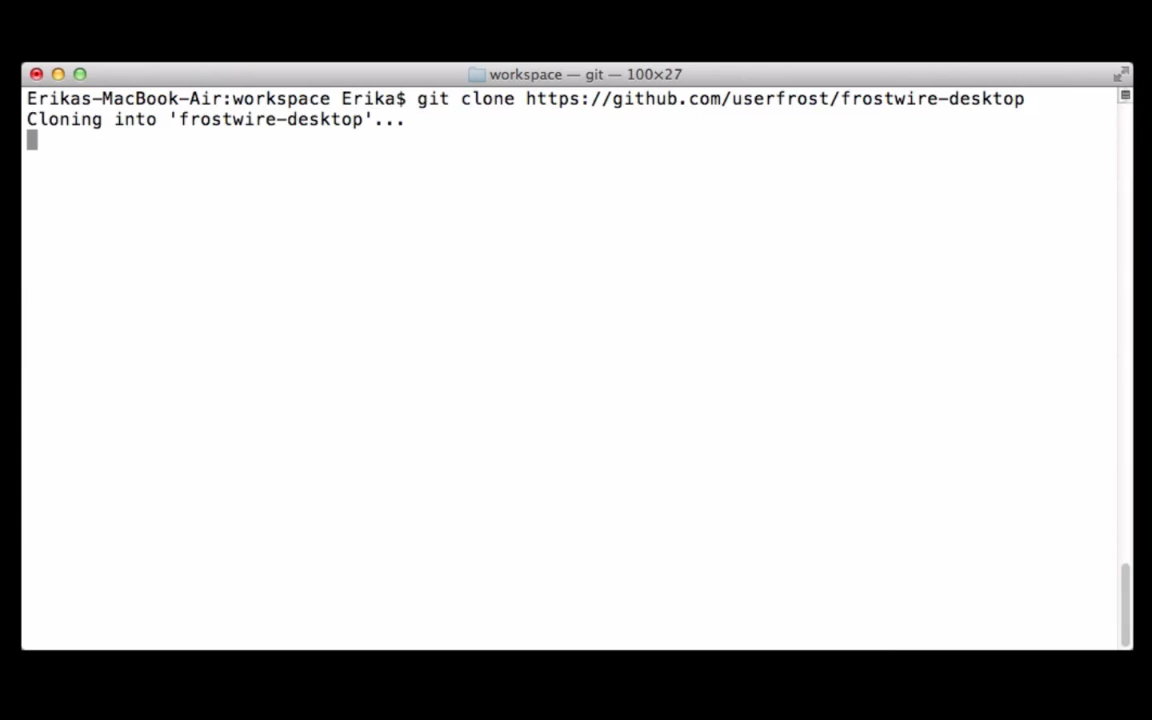 workspace — git — 100×27
Erikas-MacBook-Air:workspace Erika$ git clone https://github.com/userfrost/frostwire-desktop
Cloning into 'frostwire-desktop'...